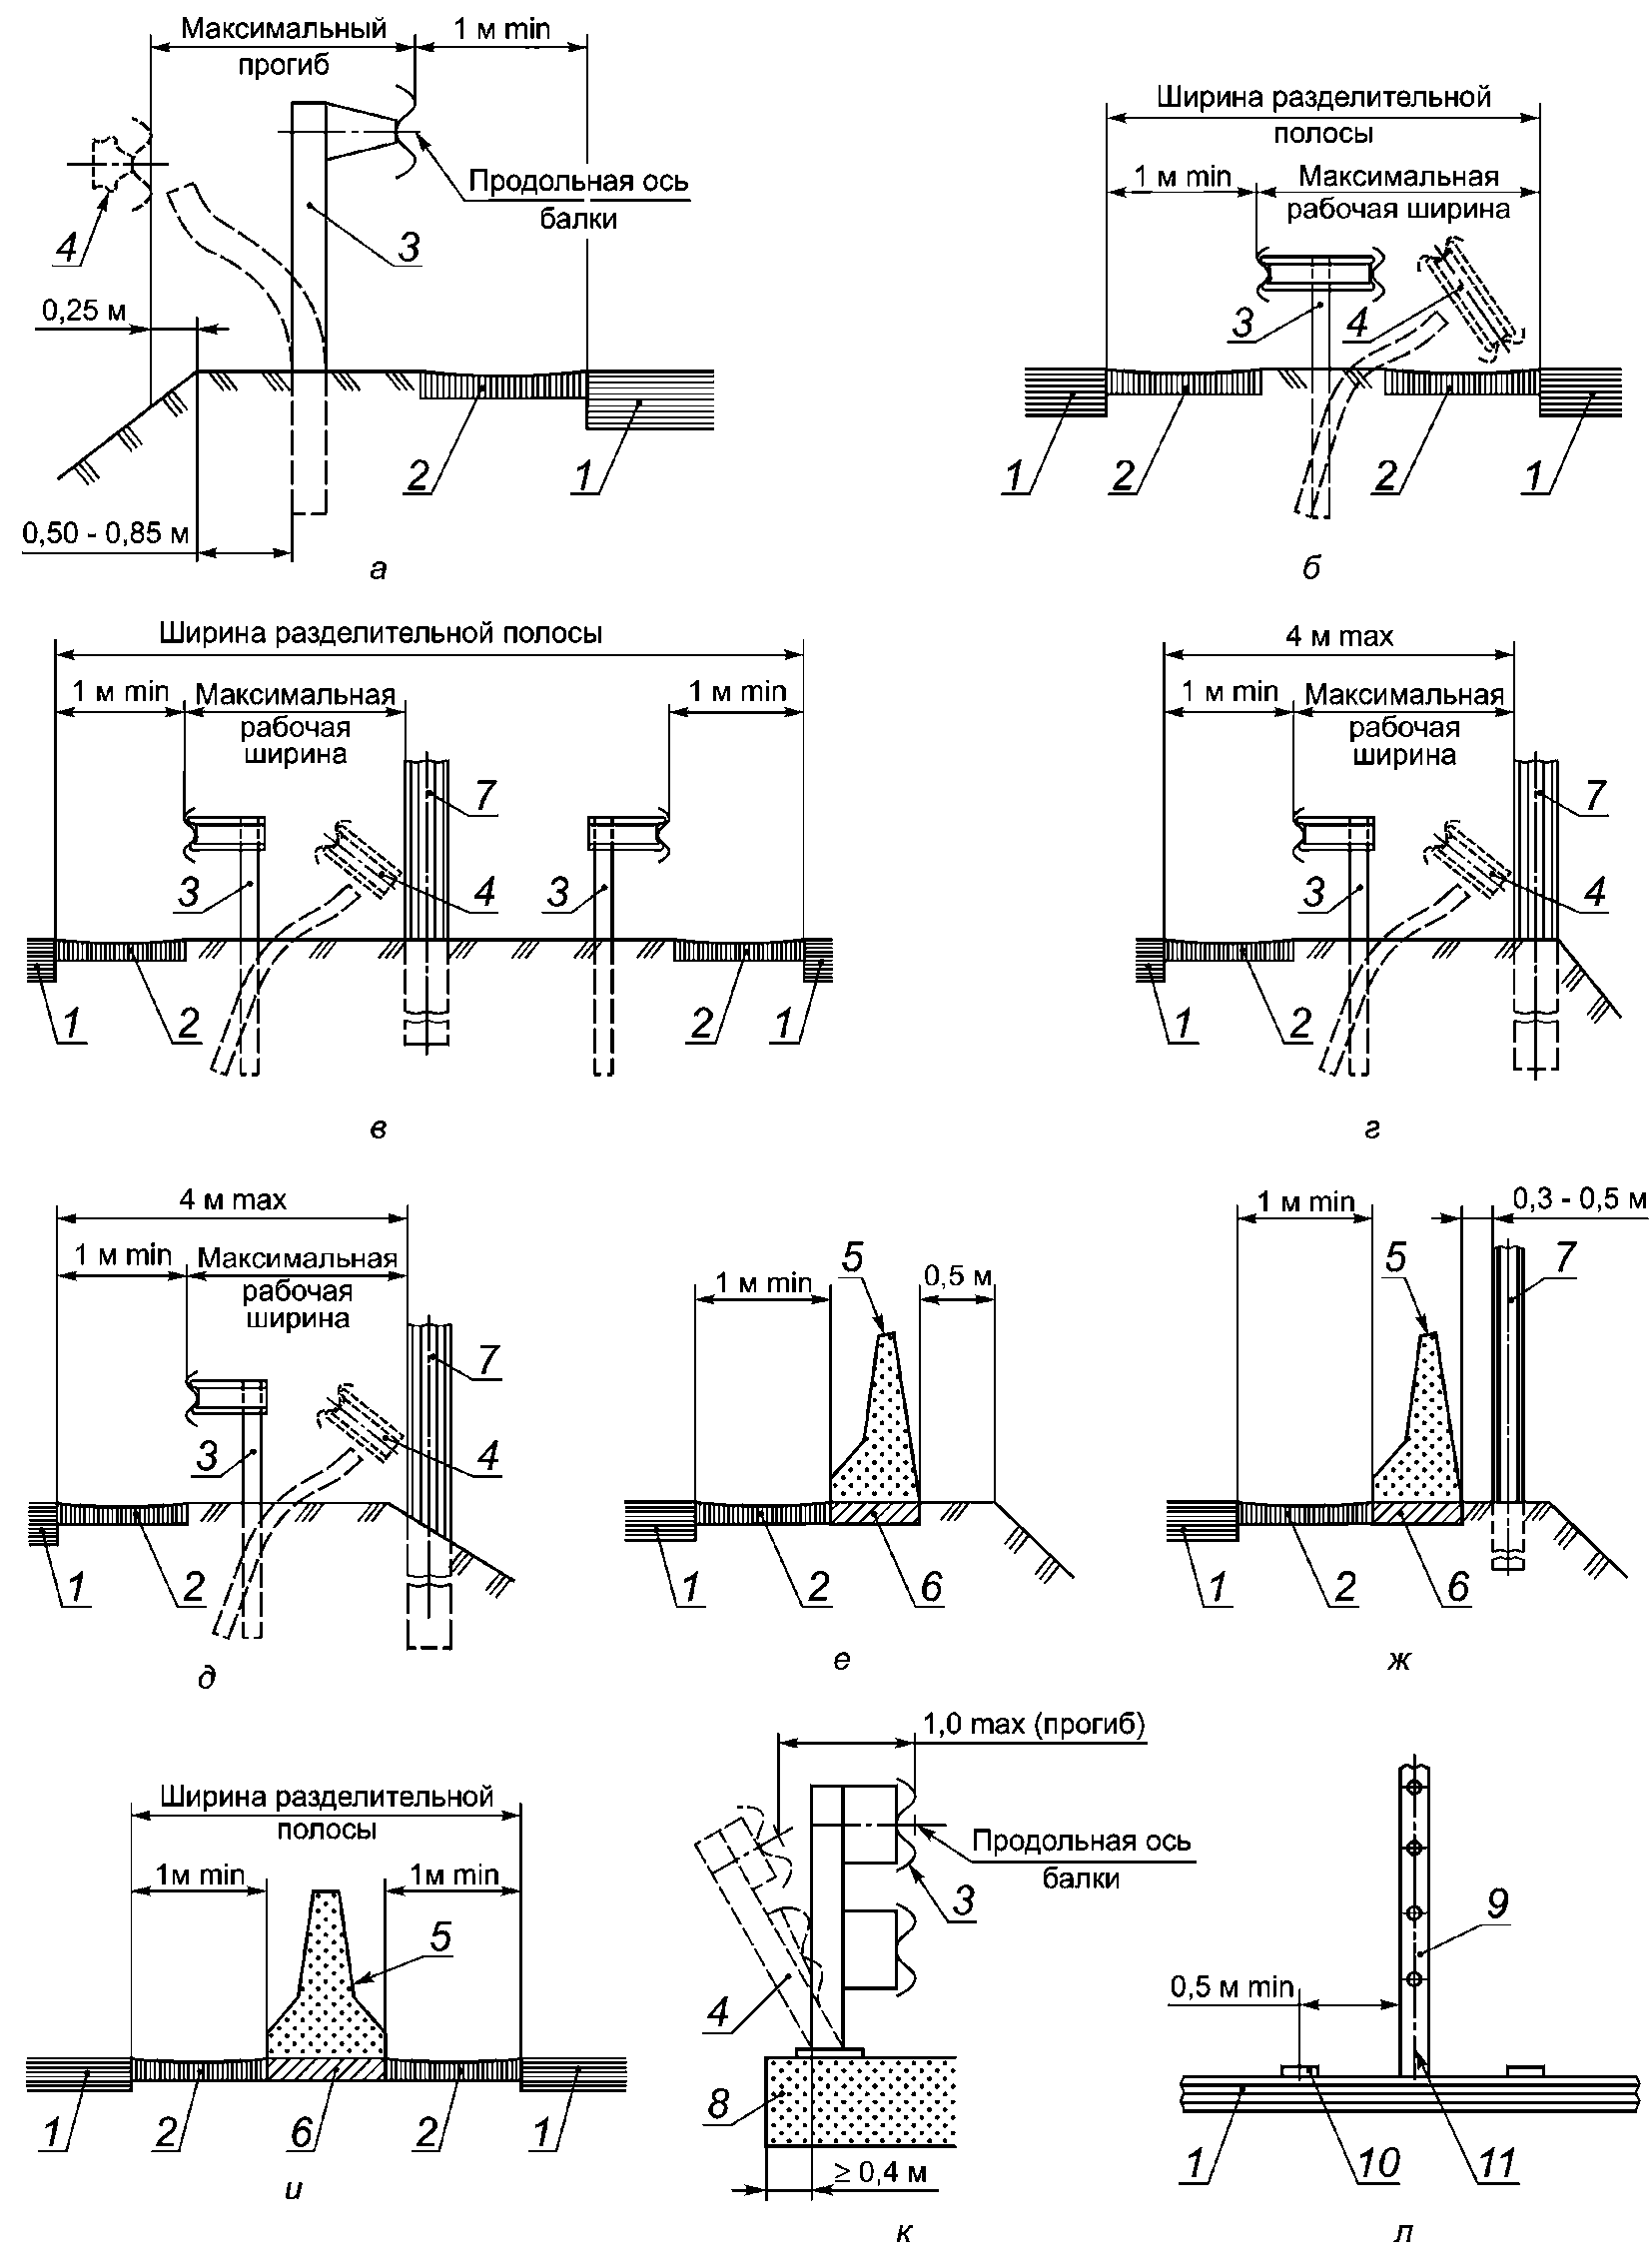 Максимальный
прогиб
1 м min
Продольная ось
балки
4
3
0,25 м
2
1
0,50 - 0,85 м
а
Ширина разделительной
полосы
1 м min
Максимальная
рабочая ширина
3
4
1
2
2
1
б
Ширина разделительной полосы
1 м min
Максимальная
рабочая
ширина
1 м min
7
3
4
3
1
2
2
1
в
4 м max
1 м min
Максимальная
рабочая
ширина
7
3
4
1
2
г
4 м max
1 м min
Максимальная
рабочая
ширина
7
3
4
1
2
д
5
1 м min
0,5 м
1
2
6
е
1 м min
0,3 - 0,5 м
5
7
1
2
6
ж
Ширина разделительной
полосы
1м min
1м min
5
1
2
6
2
1
и
1,0 max (прогиб)
Продольная ось
балки
3
4
8
≥ 0,4 м
к
9
0,5 м min
1
10
11
л